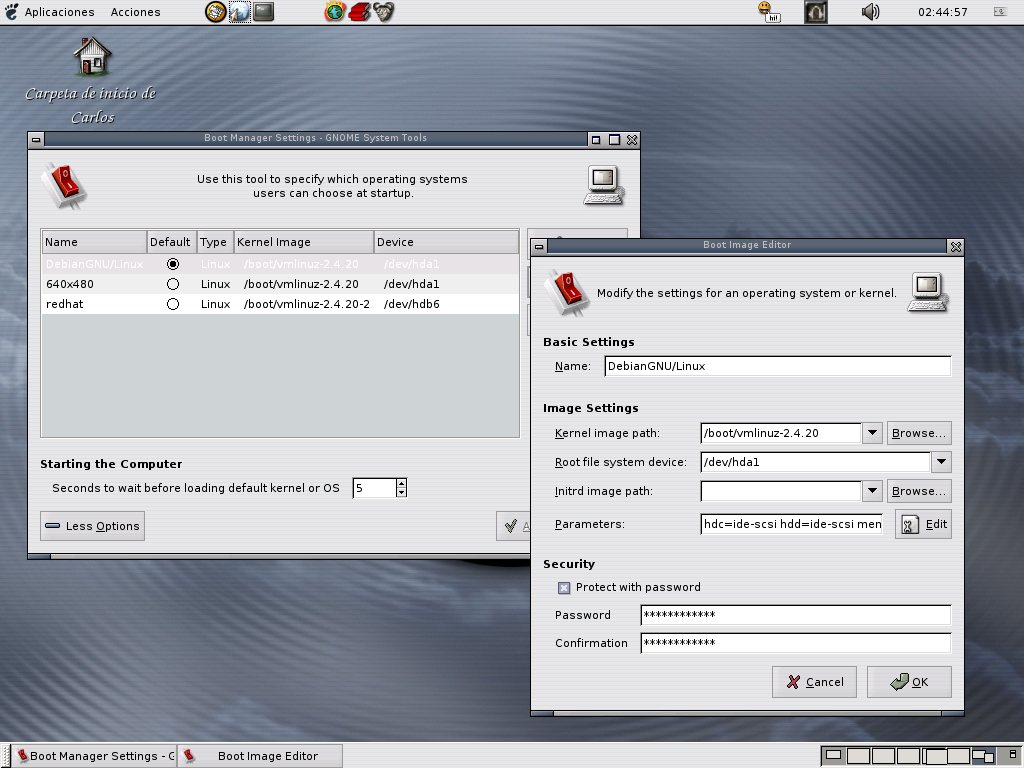 Aplicaciones Acciones hi! 02:44:57
Carpeta de inicio de
Carlos
Boot Manager Settings - GNOME System Tools
Use this tool to specify which operating systems
users can choose at startup.
Name Default Type Kernel Image Device
DebianGNU/Linux Linux /boot/vmlinuz-2.4.20 /dev/hda1
640x480 Linux /boot/vmlinuz-2.4.20 /dev/hda1
redhat Linux /boot/vmlinuz-2.4.20-2 /dev/hdb6
Starting the Computer
Seconds to wait before loading default kernel or OS 5
Less Options A
Boot Image Editor
Modify the settings for an operating system or kernel.
Basic Settings
Name: DebianGNU/Linux
Image Settings
Kernel image path: /boot/vmlinuz-2.4.20 Browse...
Root file system device: /dev/hda1
Initrd image path: Browse...
Parameters: hdc=ide-scsi hdd=ide-scsi men Edit
Security
Protect with password
Password ************
Confirmation ************
Cancel OK
Boot Manager Settings - G Boot Image Editor